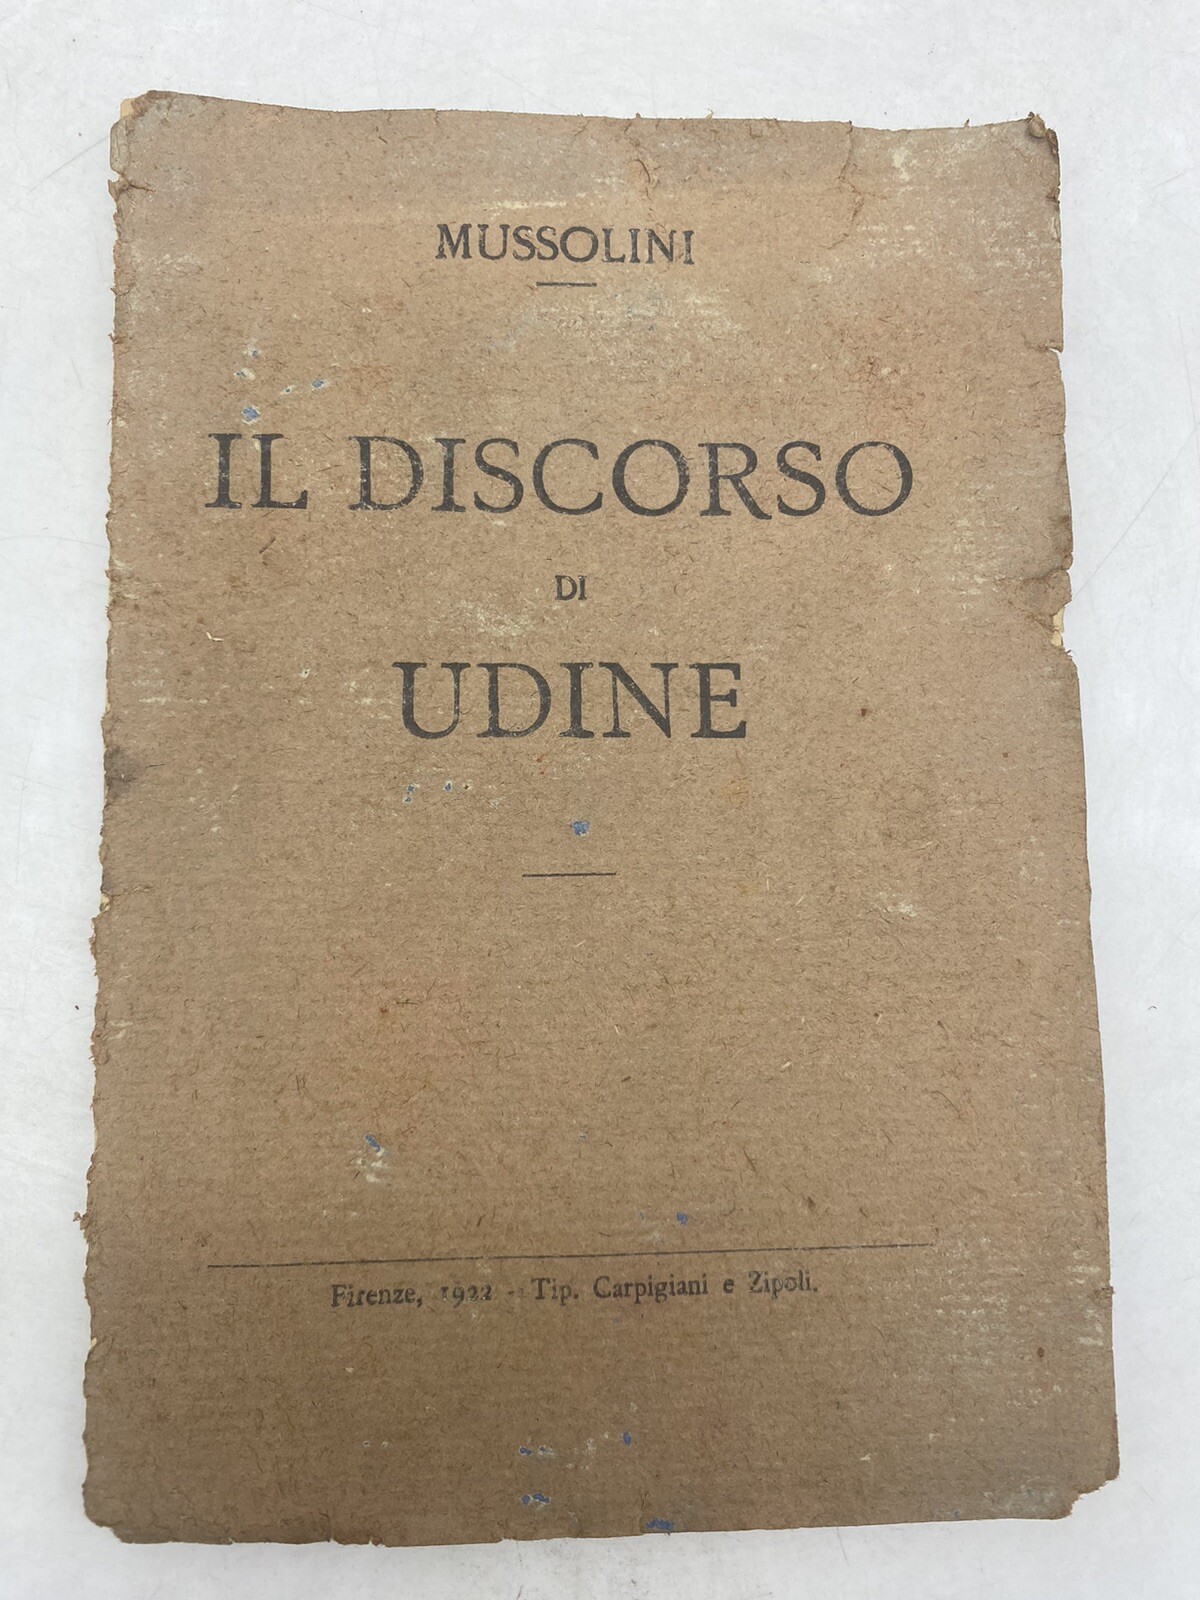 MUSSOLINI
IL DISCORSO
DI
UDINE
Firenze, 1922 - Tip. Carpigiani e Zipoli.